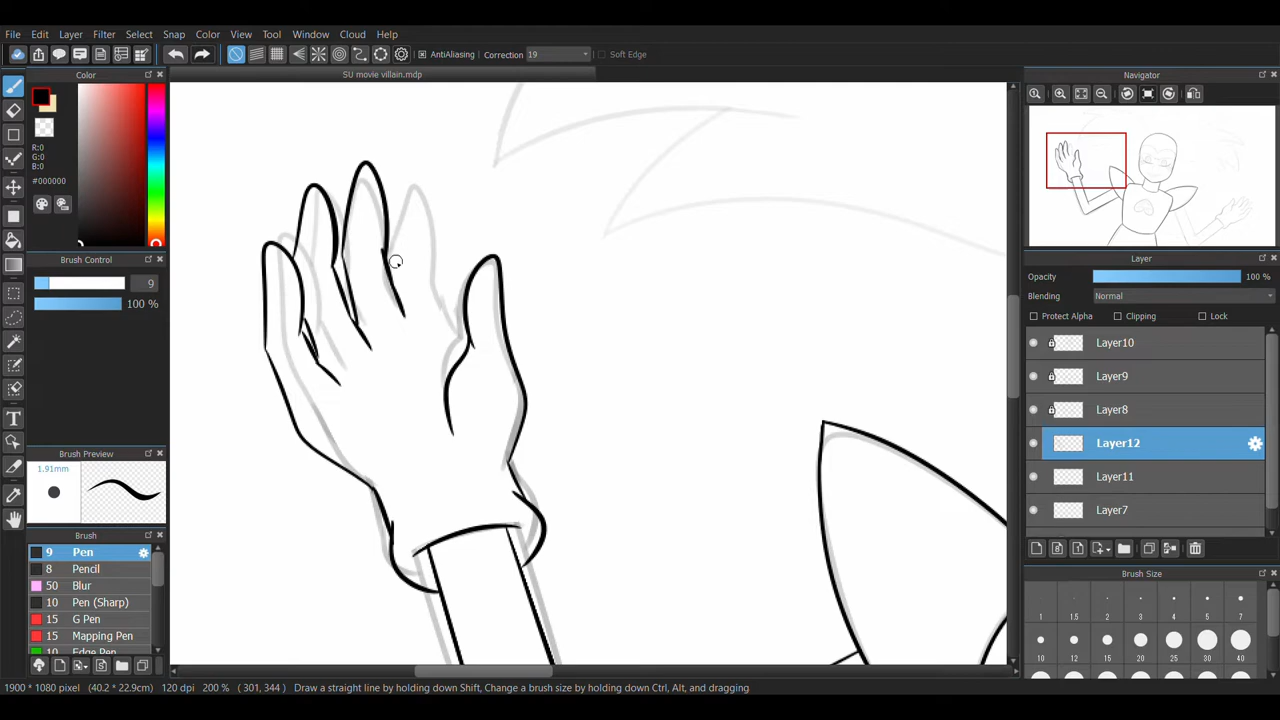 File Edit Layer Filter Select Snap Color View Tool Window Cloud Help
AntiAliasing Correction 19 Soft Edge
Color
SU movie villain.mdp
Navigator
R:0
G:0
B:0
#000000
Brush Control
9
100 %
Layer
Opacity 100 %
Blending Normal
Protect Alpha Clipping Lock
Layer10
Layer9
Layer8
Layer12
Layer11
Layer7
Brush Preview
1.91mm
Brush
9 Pen
8 Pencil
50 Blur
10 Pen (Sharp)
15 G Pen
15 Mapping Pen
10 Edge Pen
Brush Size
1 1.5 2 3 4 5 7
10 12 15 20 25 30 40
1900 * 1080 pixel (40.2 * 22.9cm) 120 dpi 200 % ( 301, 344 ) Draw a straight line by holding down Shift, Change a brush size by holding down Ctrl, Alt, and dragging